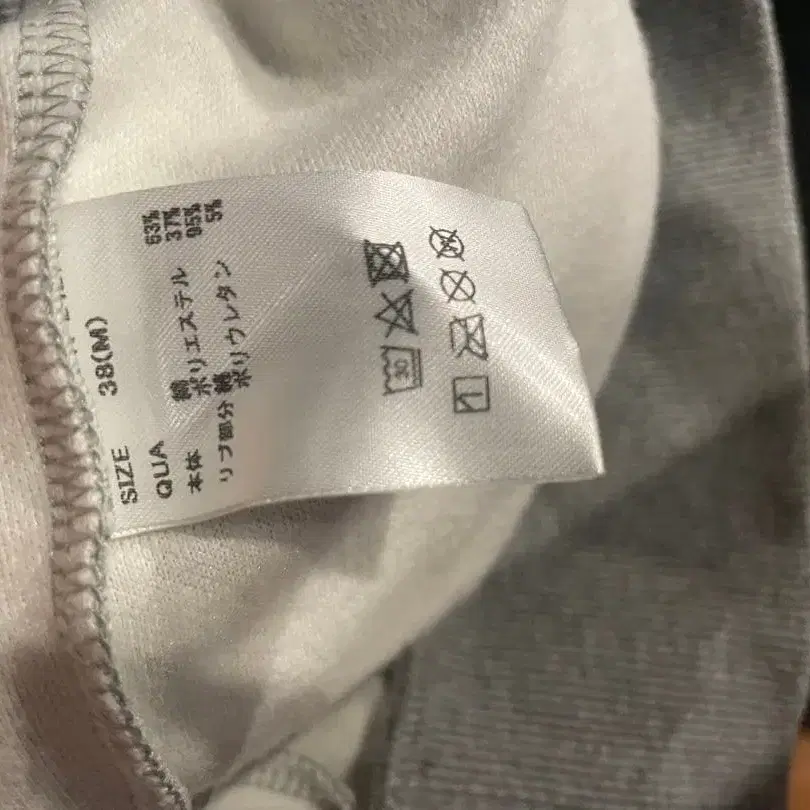 SIZE 38(M)
QUA
本体 綿 63%
ポリエステル 37%
リブ部分 綿 95%
ポリウレタン 5%
30